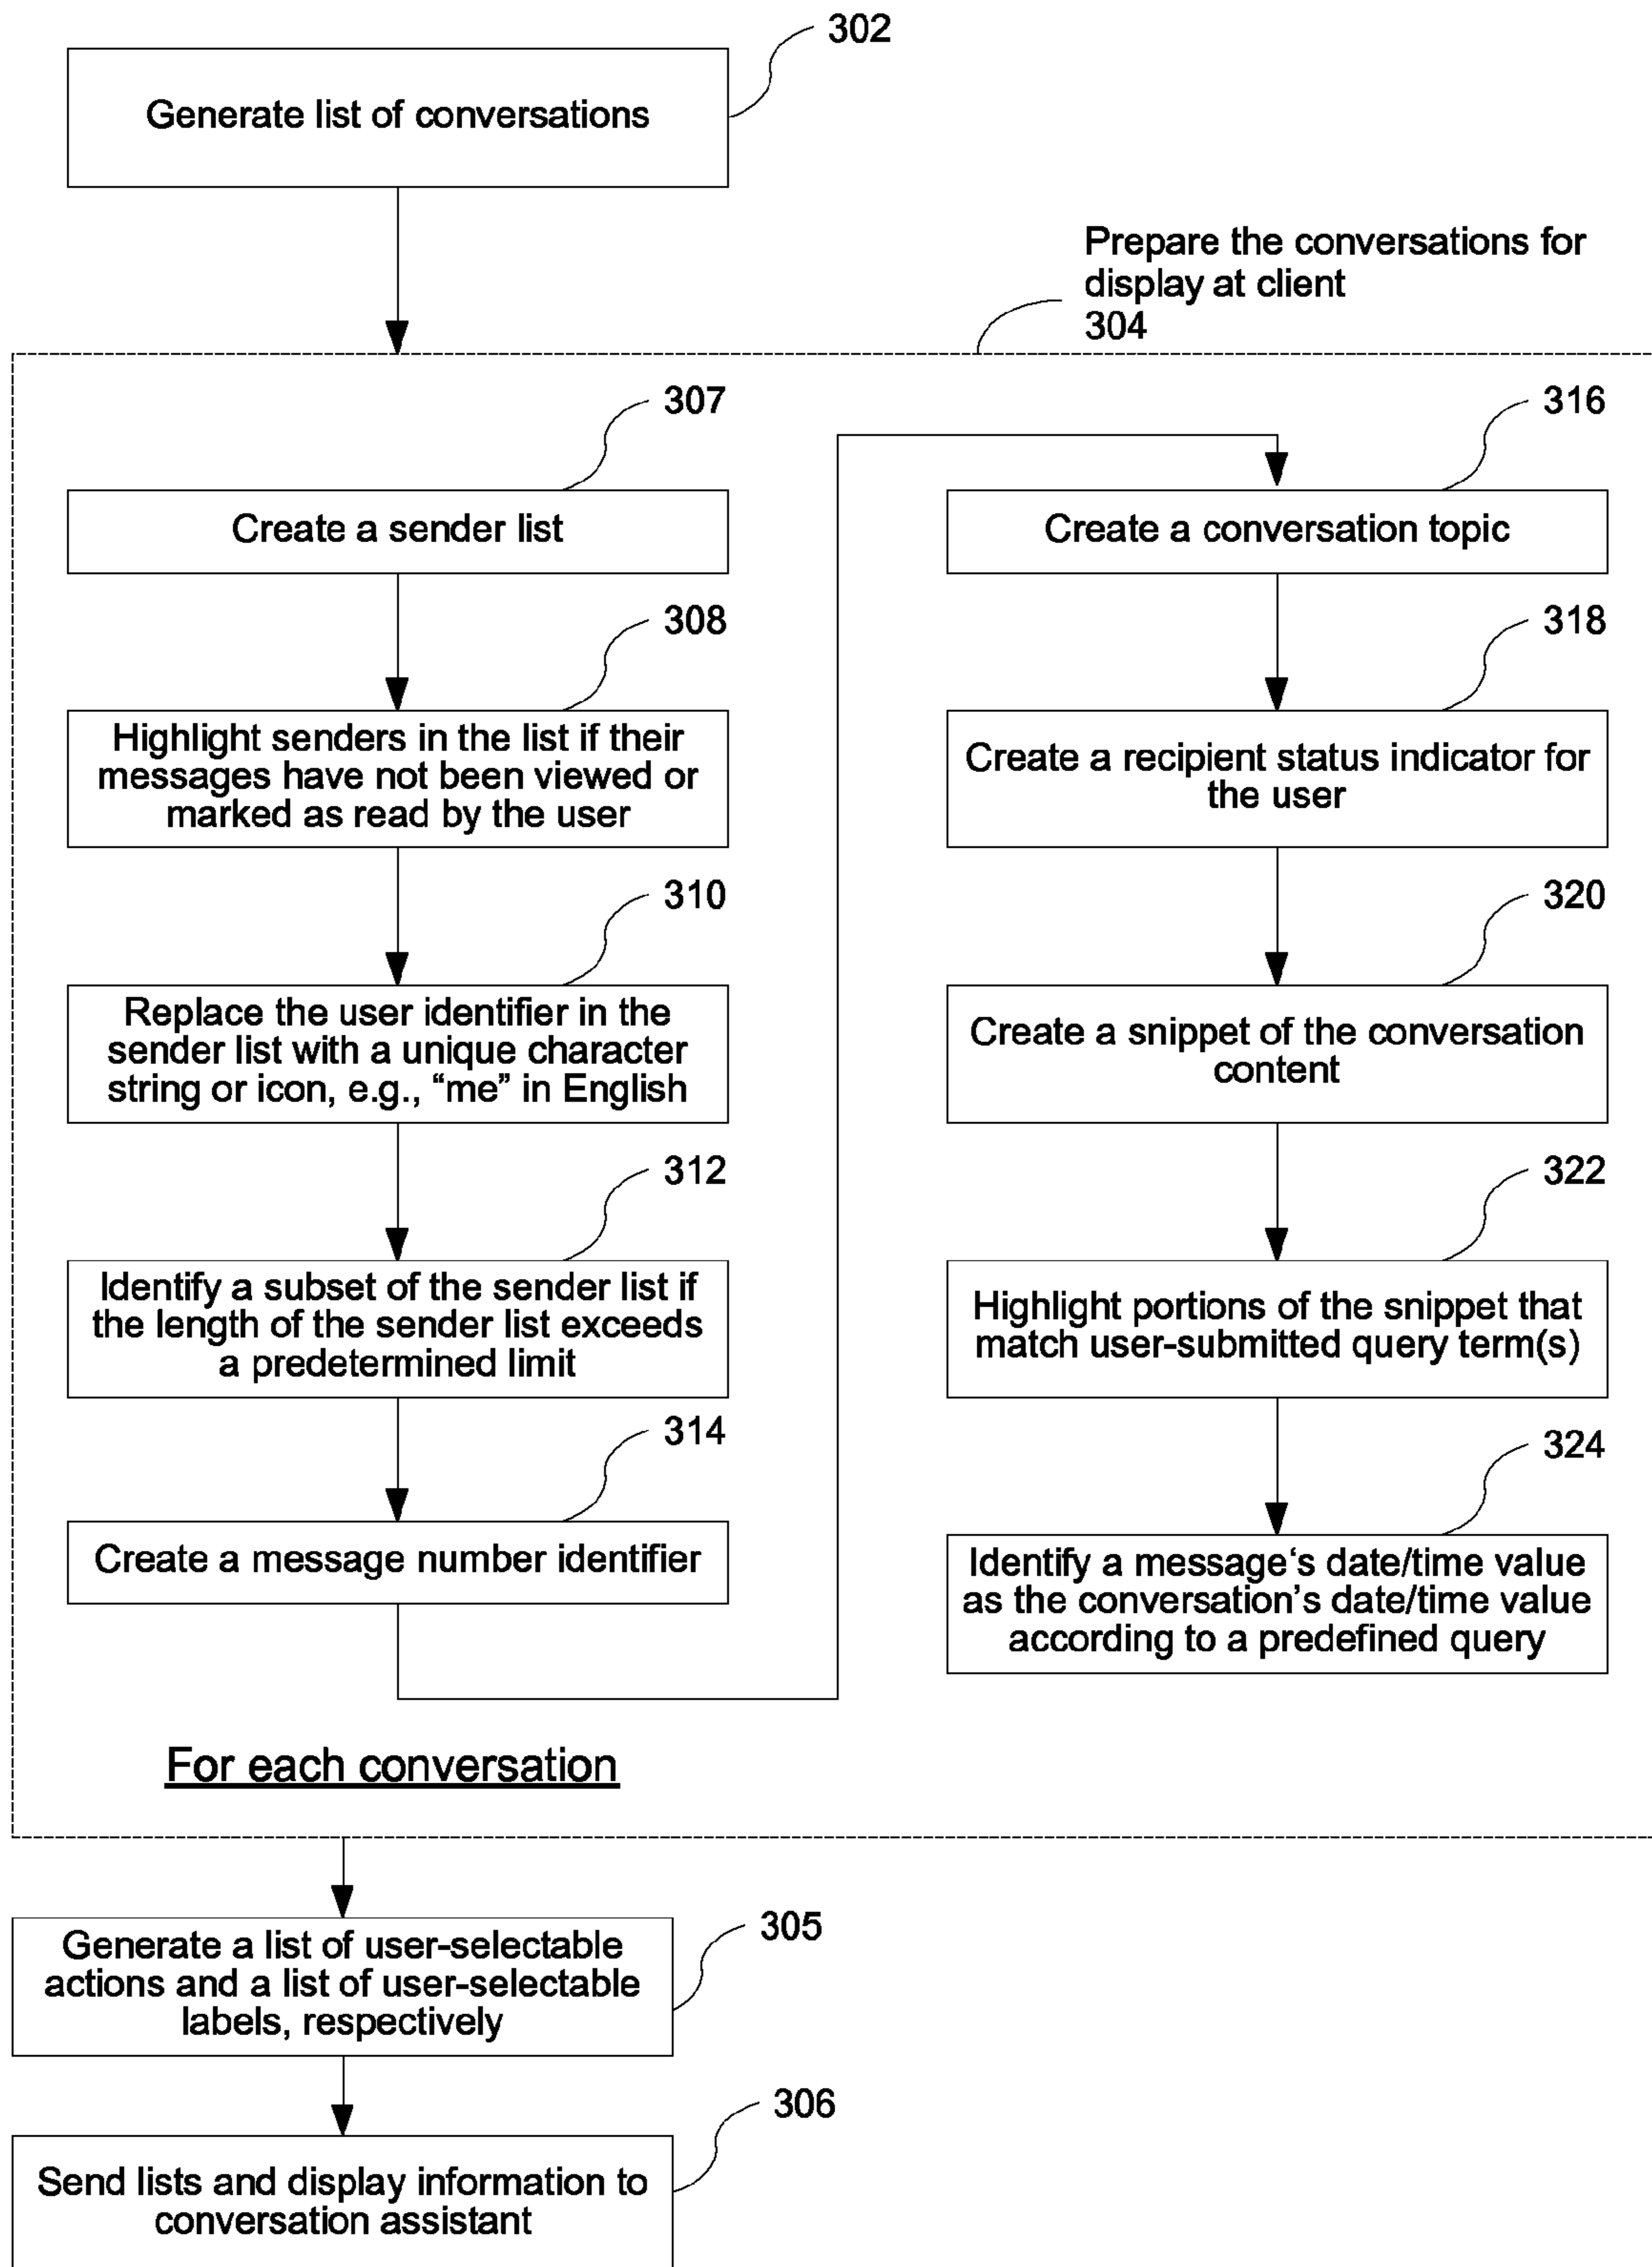 302
Generate list of conversations
Prepare the conversations for
display at client
304
307
Create a sender list
308
Highlight senders in the list if their
messages have not been viewed or
marked as read by the user
310
Replace the user identifier in the
sender list with a unique character
string or icon, e.g., “me” in English
312
Identify a subset of the sender list if
the length of the sender list exceeds
a predetermined limit
314
Create a message number identifier
316
Create a conversation topic
318
Create a recipient status indicator for
the user
320
Create a snippet of the conversation
content
322
Highlight portions of the snippet that
match user-submitted query term(s)
324
Identify a message‘s date/time value
as the conversation’s date/time value
according to a predefined query
For each conversation
305
Generate a list of user-selectable
actions and a list of user-selectable
labels, respectively
306
Send lists and display information to
conversation assistant